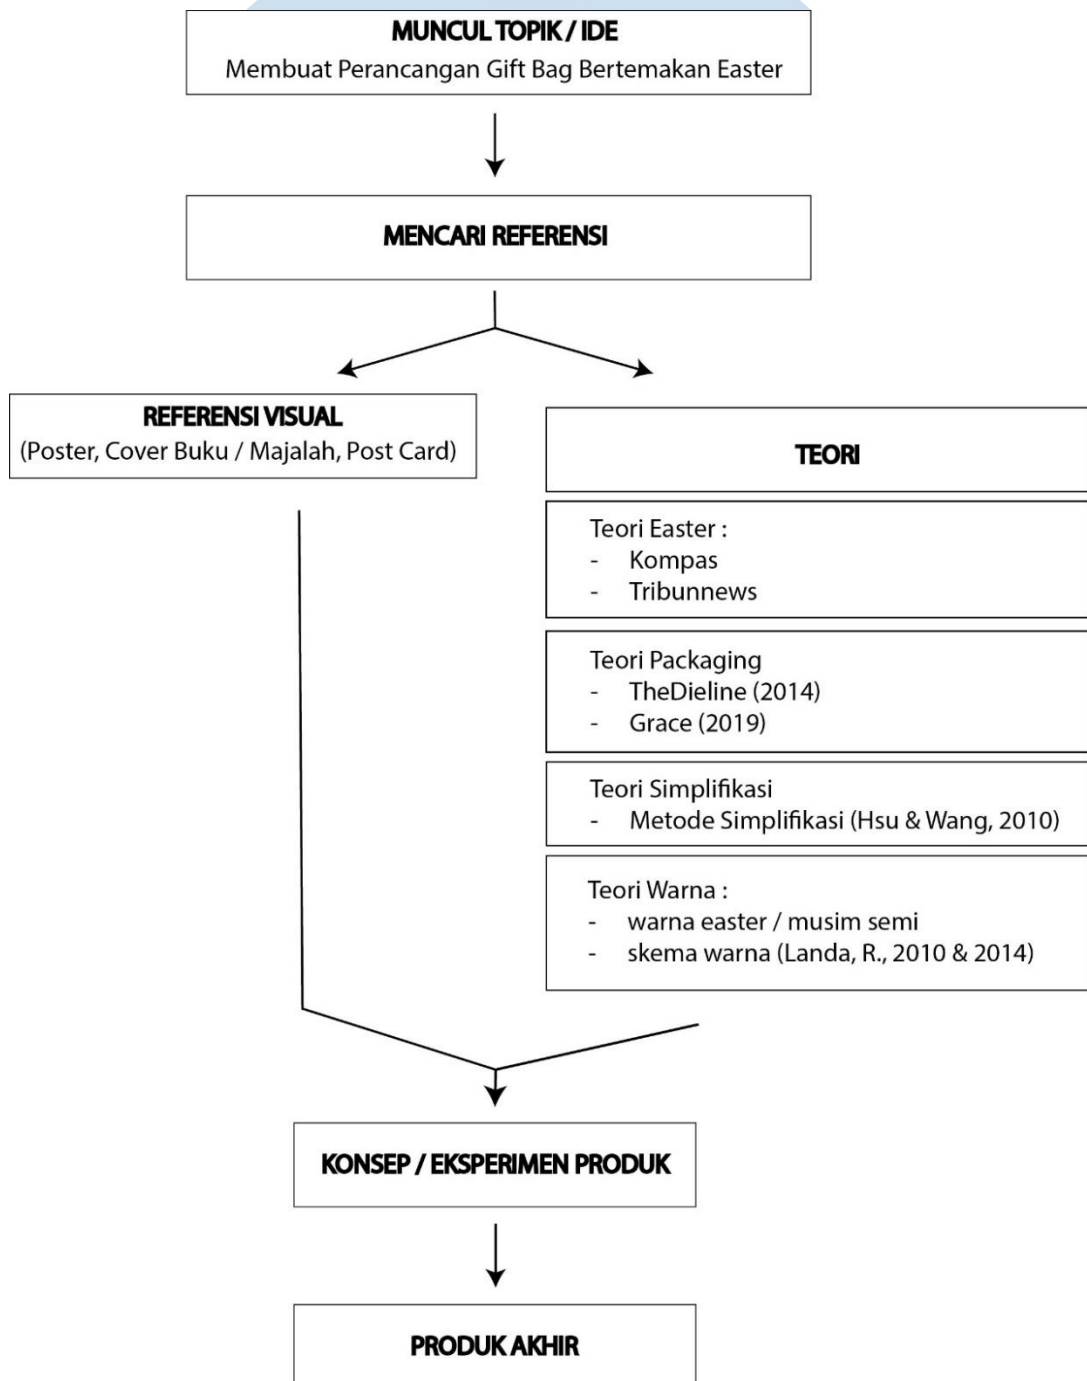 MUNCUL TOPIK / IDE
Membuat Perancangan Gift Bag Bertemakan Easter
MENCARI REFERENSI
REFERENSI VISUAL
(Poster, Cover Buku / Majalah, Post Card)
TEORI
Teori Easter :
- Kompas
- Tribunnews
Teori Packaging
- TheDieline (2014)
- Grace (2019)
Teori Simplifikasi
- Metode Simplifikasi (Hsu & Wang, 2010)
Teori Warna :
- warna easter / musim semi
- skema warna (Landa, R., 2010 & 2014)
KONSEP / EKSPERIMEN PRODUK
PRODUK AKHIR